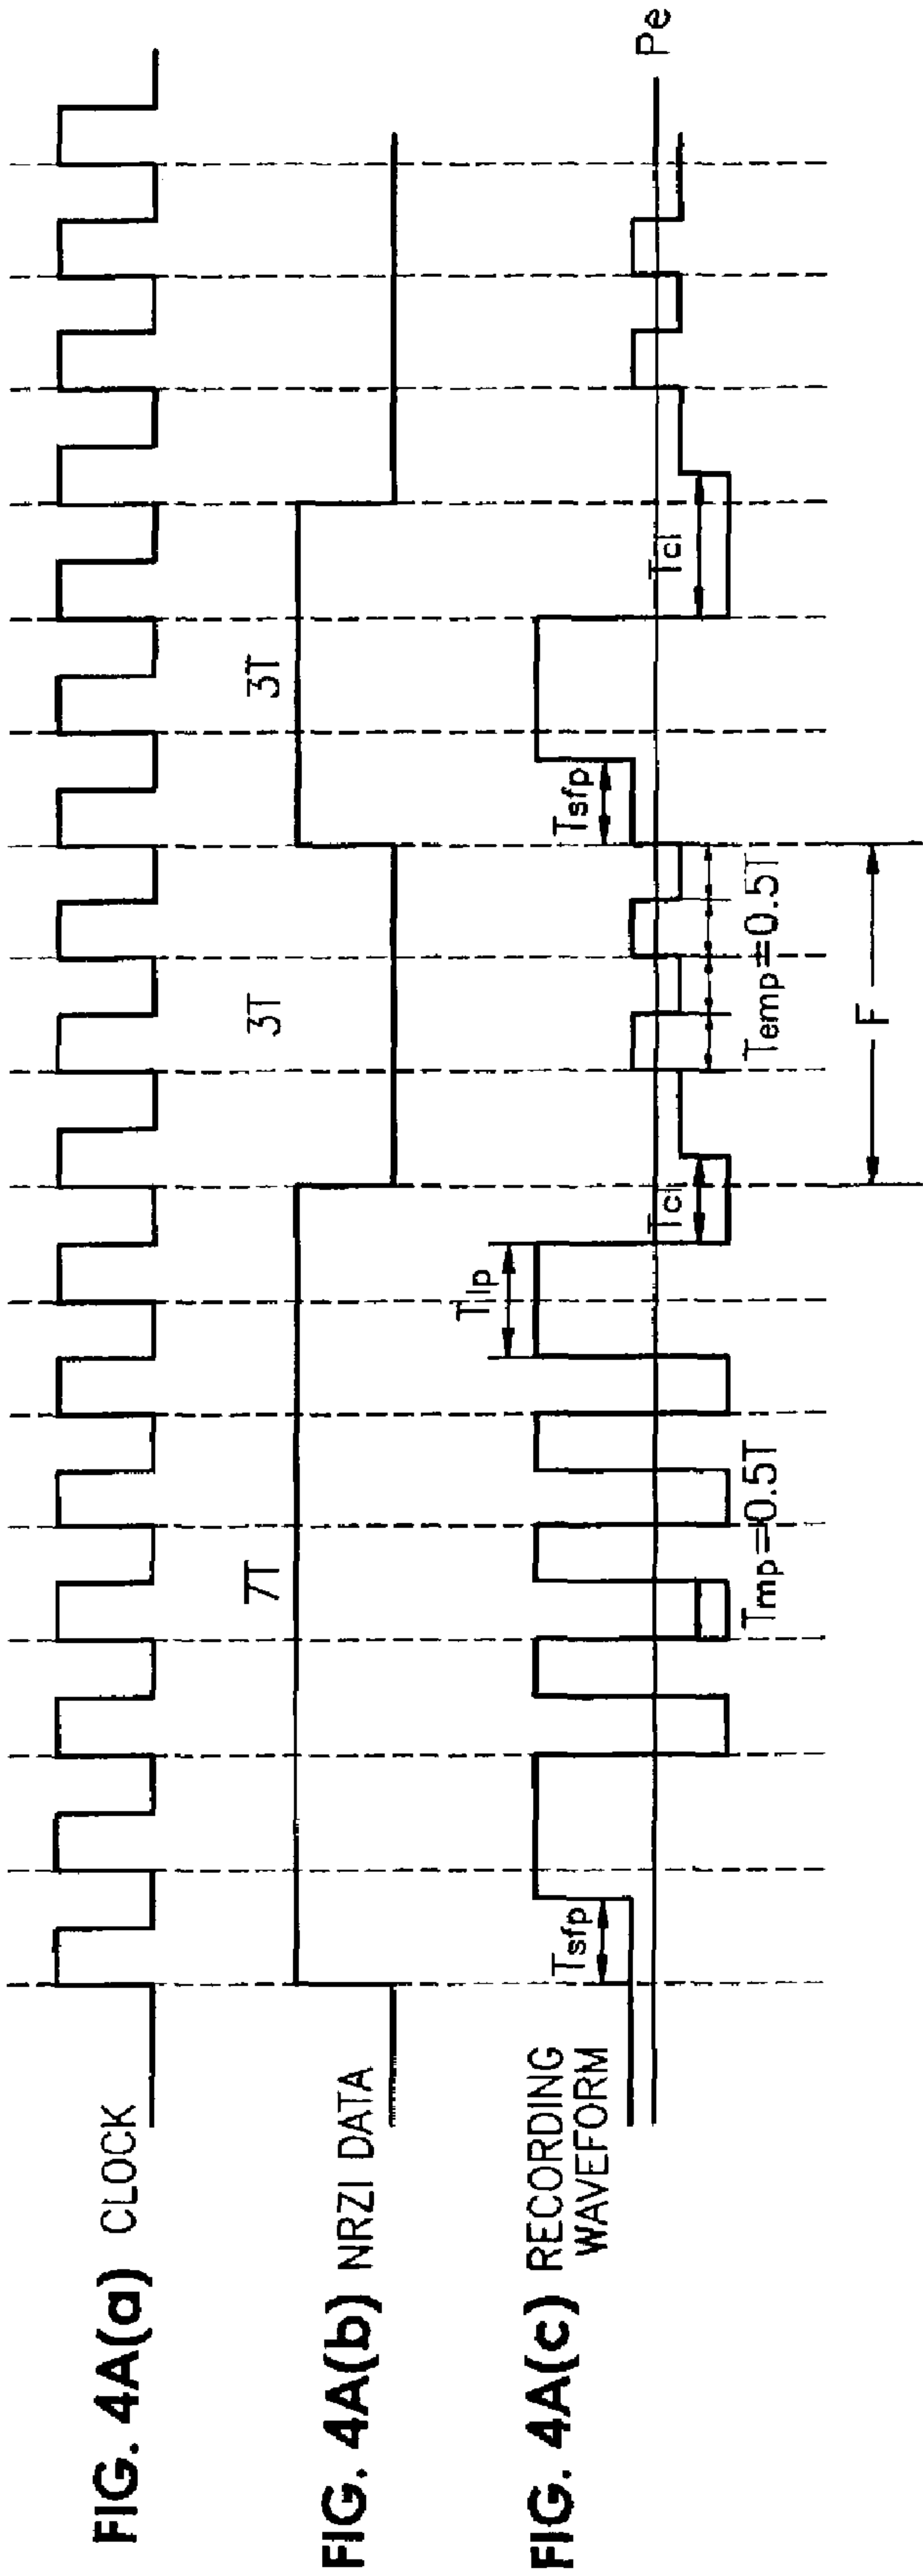 FIG. 4A(a) CLOCK
FIG. 4A(b) NRZI DATA
7T
3T
3T
FIG. 4A(c) RECORDING
WAVEFORM
Tsfp
Tlp
Tcl
Tsfp
Tcl
Pe
Tmp=0.5T
Temp=0.5T
F